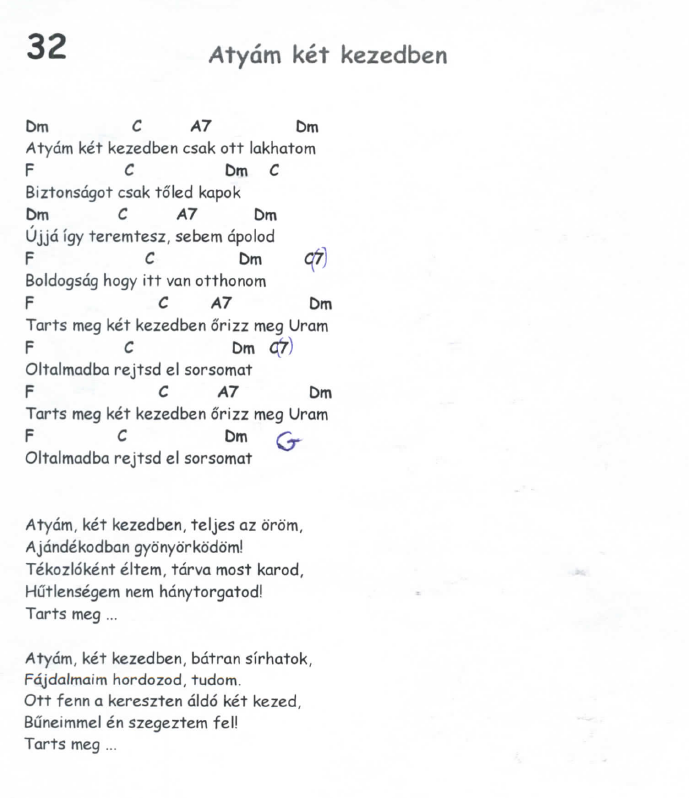 32
Atyám két kezedben
Dm C A7 Dm
Atyám két kezedben csak ott lakhatom
F C Dm C
Biztonságot csak tőled kapok
Dm C A7 Dm
Újjá így teremtesz, sebem ápolod
F C Dm C(7)
Boldogság hogy itt van otthonom
F C A7 Dm
Tarts meg két kezedben őrizz meg Uram
F C Dm C(7)
Oltalmadba rejtsd el sorsomat
F C A7 Dm
Tarts meg két kezedben őrizz meg Uram
F C Dm G
Oltalmadba rejtsd el sorsomat
Atyám, két kezedben, teljes az öröm,
Ajándékodban gyönyörködöm!
Tékozlóként éltem, tárva most karod,
Hűtlenségem nem hánytorgatod!
Tarts meg ...
Atyám, két kezedben, bátran sírhatok,
Fájdalmaim hordozod, tudom.
Ott fenn a kereszten áldó két kezed,
Bűneimmel én szegeztem fel!
Tarts meg ...